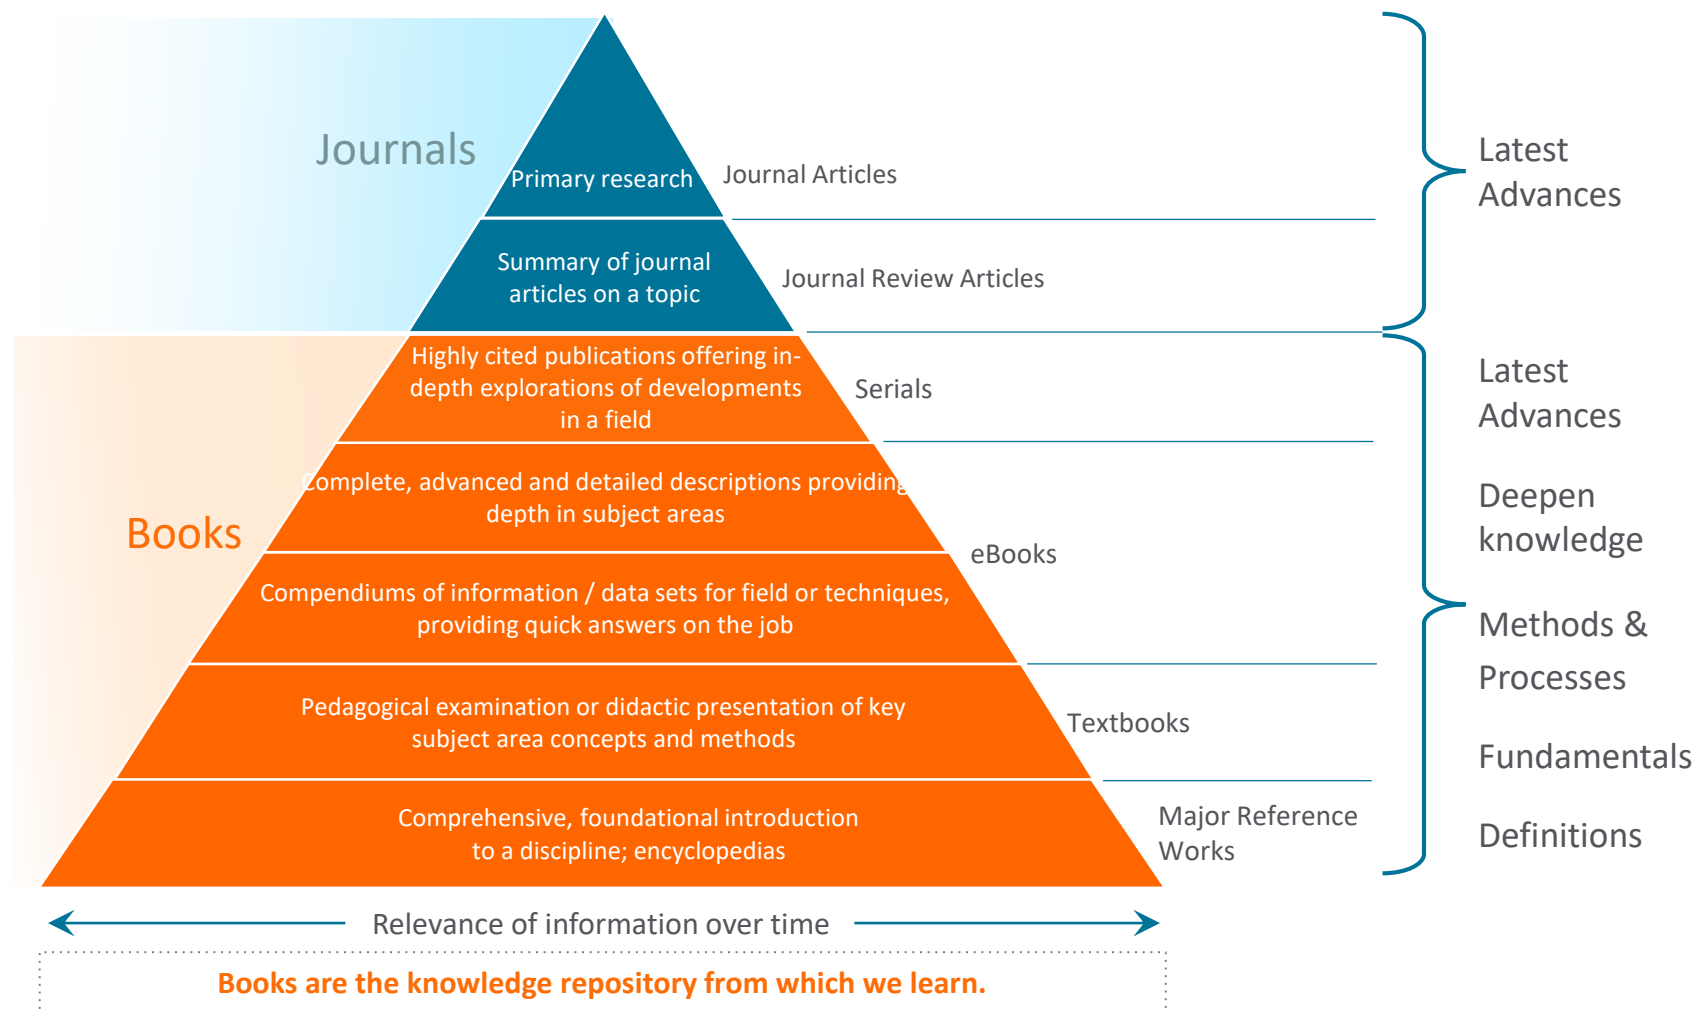 Journals
Primary research
Journal Articles
Latest
Advances
Summary of journal
articles on a topic
Journal Review Articles
Books
Highly cited publications offering in-
depth explorations of developments
in a field
Serials
Latest
Advances
Complete, advanced and detailed descriptions providing
depth in subject areas
Deepen
knowledge
eBooks
Compendiums of information / data sets for field or techniques,
providing quick answers on the job
Methods &
Processes
Pedagogical examination or didactic presentation of key
subject area concepts and methods
Textbooks
Fundamentals
Comprehensive, foundational introduction
to a discipline; encyclopedias
Major Reference
Works
Definitions
Relevance of information over time
Books are the knowledge repository from which we learn.